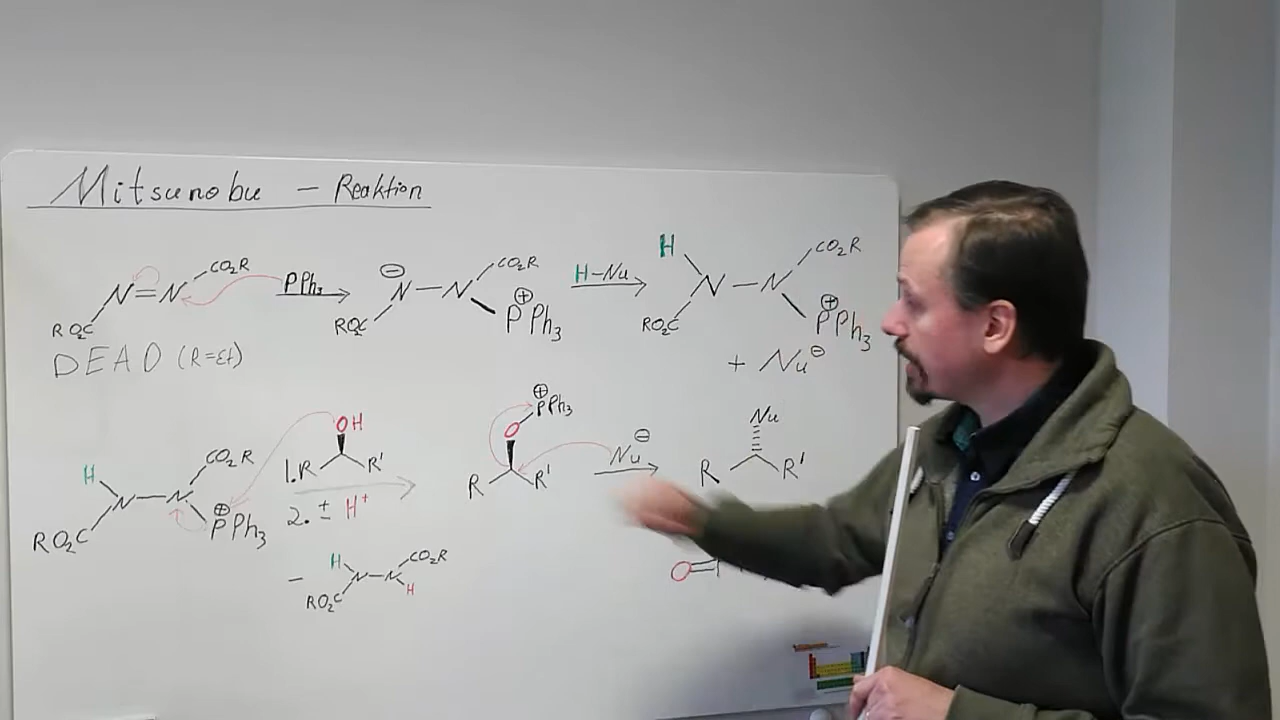 Mitsunobu – Reaktion
CO2R CO2R H CO2R
N=N PPh3 ⊖ N – N H-Nu N – N
RO2C RO2C ⊕ PPh3 RO2C ⊕ PPh3
DEAD (R=Et) + Nu⊖
⊕ PPh3 Nu
CO2R OH O Nu⊖
H N – N 1. R R' R R' R R'
RO2C ⊕ PPh3 2. ± H+
– H N – N CO2R O=
RO2C H